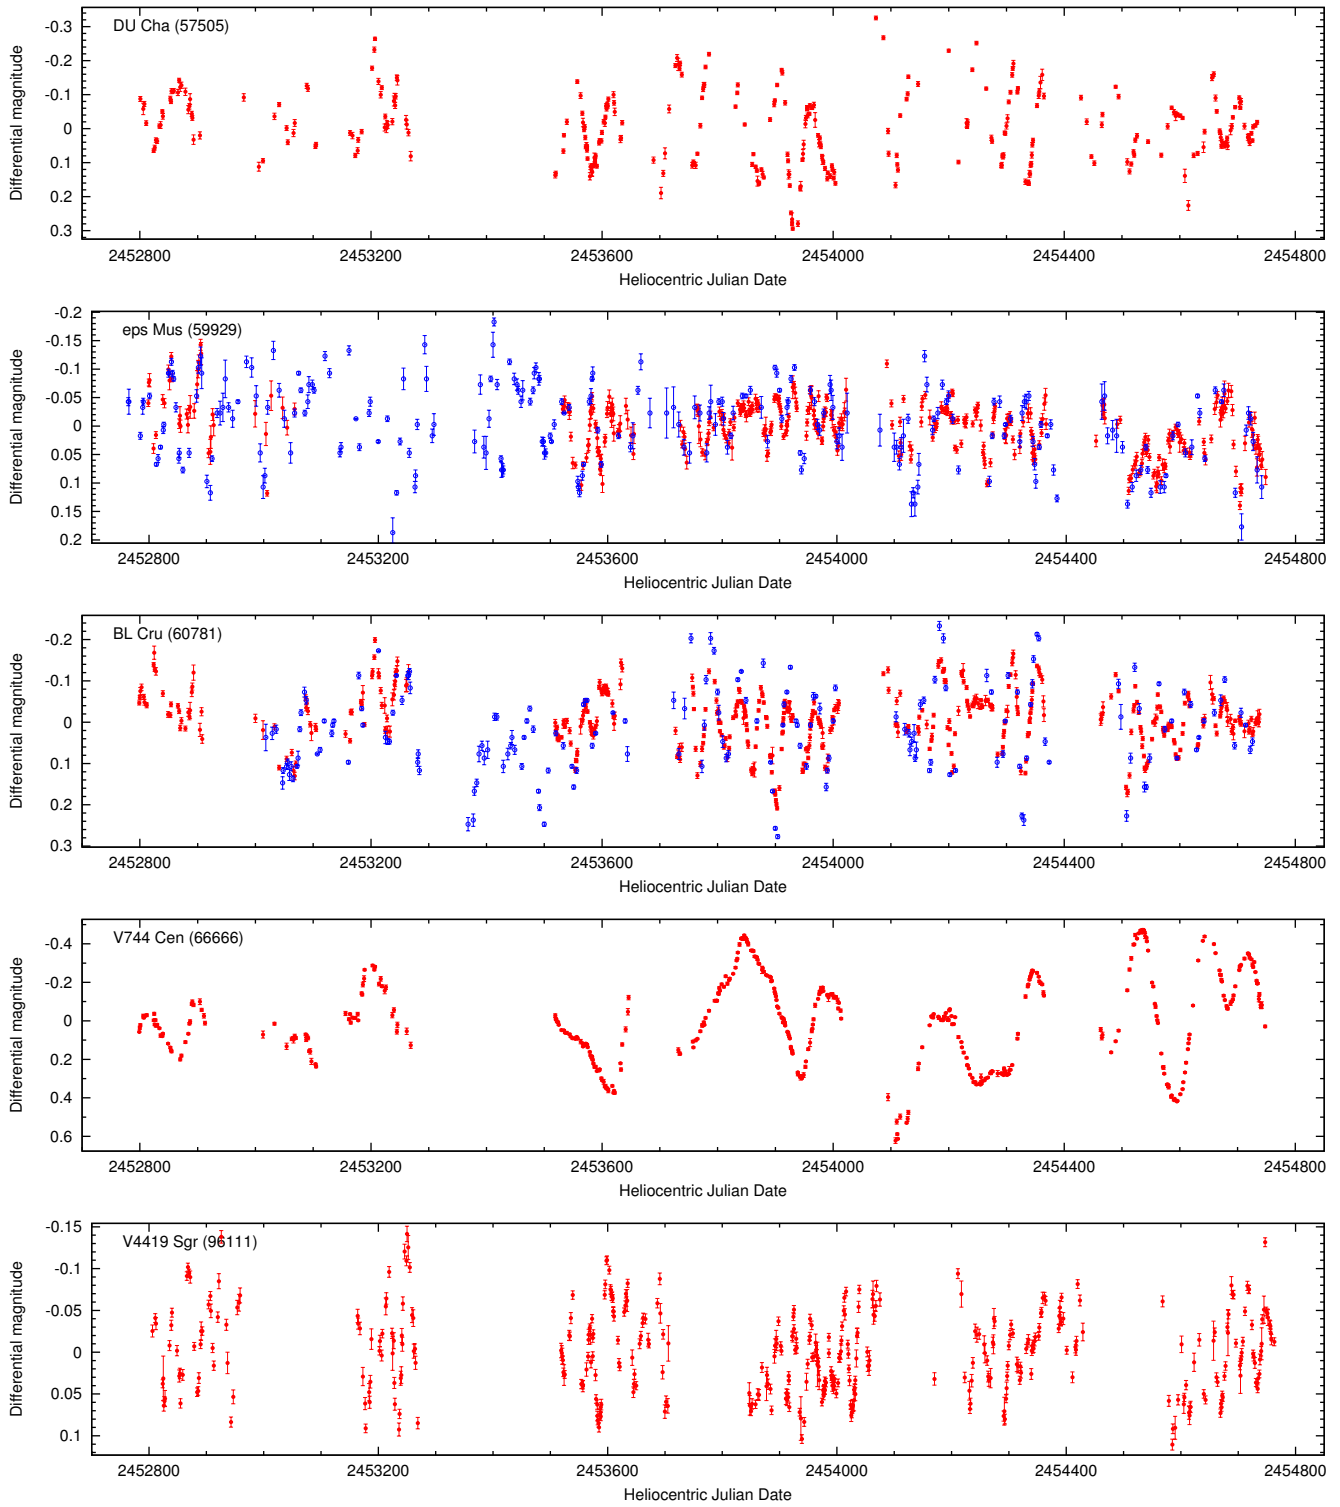 DU Cha (57505)
Differential magnitude
-0.3
-0.2
-0.1
0
0.1
0.2
0.3
2452800 2453200 2453600 2454000 2454400 2454800
Heliocentric Julian Date
eps Mus (59929)
Differential magnitude
-0.2
-0.15
-0.1
-0.05
0
0.05
0.1
0.15
0.2
2452800 2453200 2453600 2454000 2454400 2454800
Heliocentric Julian Date
BL Cru (60781)
Differential magnitude
-0.2
-0.1
0
0.1
0.2
0.3
2452800 2453200 2453600 2454000 2454400 2454800
Heliocentric Julian Date
V744 Cen (66666)
Differential magnitude
-0.4
-0.2
0
0.2
0.4
0.6
2452800 2453200 2453600 2454000 2454400 2454800
Heliocentric Julian Date
V4419 Sgr (96111)
Differential magnitude
-0.15
-0.1
-0.05
0
0.05
0.1
2452800 2453200 2453600 2454000 2454400 2454800
Heliocentric Julian Date